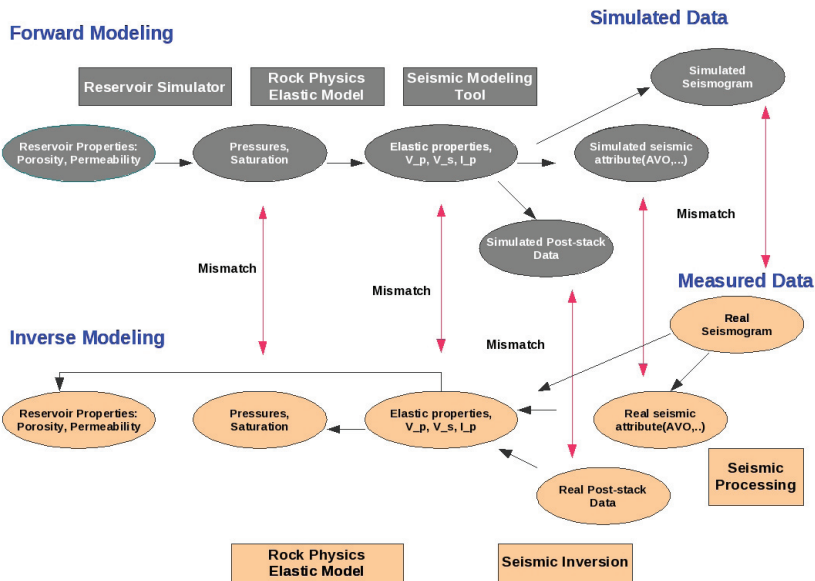 Simulated Data
Forward Modeling
Reservoir Simulator
Rock Physics
Elastic Model
Seismic Modeling
Tool
Simulated
Seismogram
Reservoir Properties:
Porosity, Permeability
Pressures,
Saturation
Elastic properties,
V_p, V_s, I_p
Simulated seismic
attribute(AVO,...)
Simulated Post-stack
Data
Mismatch
Mismatch
Mismatch
Mismatch
Measured Data
Inverse Modeling
Real
Seismogram
Reservoir Properties:
Porosity, Permeability
Pressures,
Saturation
Elastic properties,
V_p, V_s, I_p
Real seismic
attribute(AVO,..)
Real Post-stack
Data
Seismic
Processing
Rock Physics
Elastic Model
Seismic Inversion